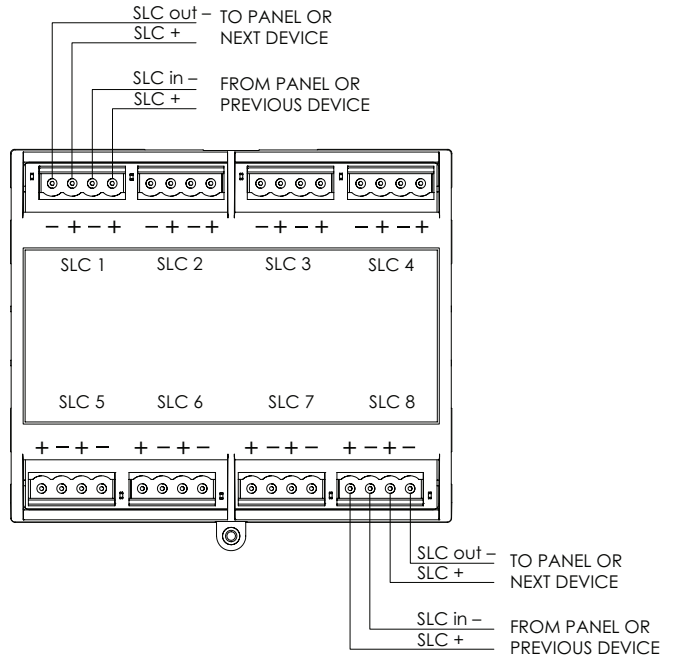 SLC out – TO PANEL OR
SLC + NEXT DEVICE
SLC in – FROM PANEL OR
SLC + PREVIOUS DEVICE
– + – + – + – + – + – + – + – +
SLC 1 SLC 2 SLC 3 SLC 4
SLC 5 SLC 6 SLC 7 SLC 8
+ – + – + – + – + – + – + – + –
SLC out – TO PANEL OR
SLC + NEXT DEVICE
SLC in – FROM PANEL OR
SLC + PREVIOUS DEVICE